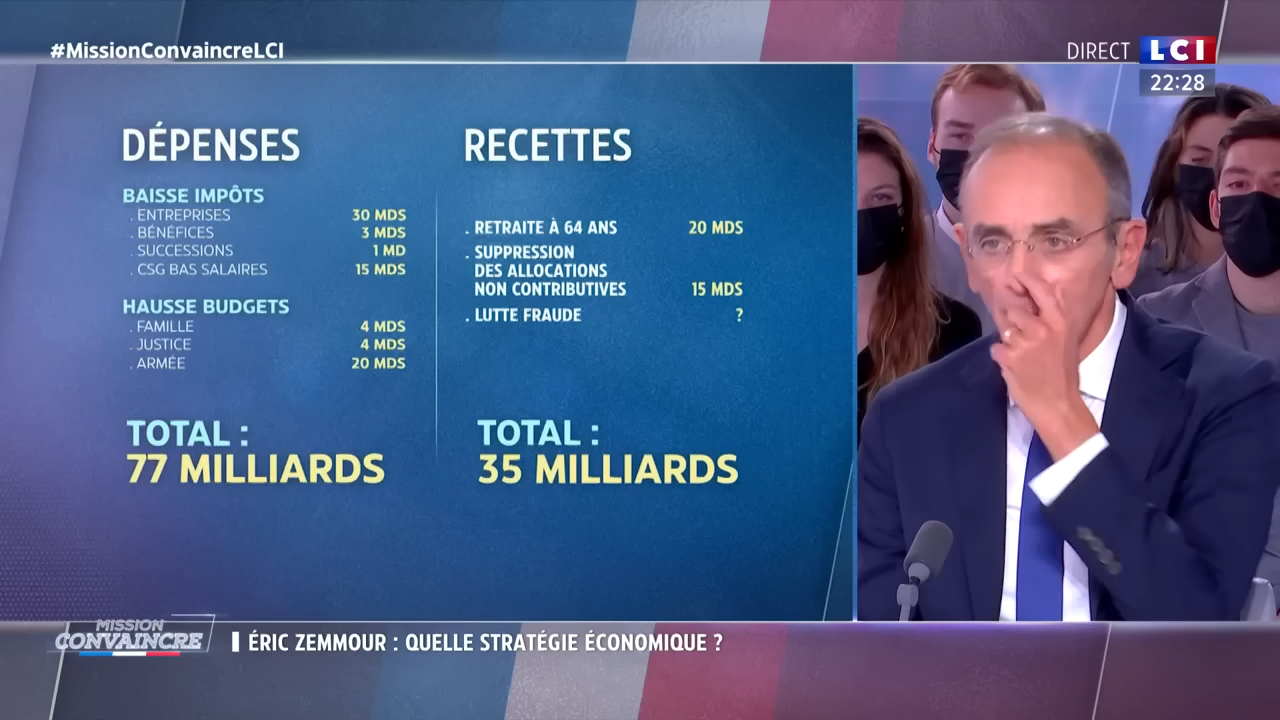 #MissionConvaincreLCI
DIRECT LCI
22:28
DÉPENSES
BAISSE IMPÔTS
. ENTREPRISES 30 MDS
. BÉNÉFICES 3 MDS
. SUCCESSIONS 1 MD
. CSG BAS SALAIRES 15 MDS
HAUSSE BUDGETS
. FAMILLE 4 MDS
. JUSTICE 4 MDS
. ARMÉE 20 MDS
TOTAL :
77 MILLIARDS
RECETTES
. RETRAITE À 64 ANS 20 MDS
. SUPPRESSION
DES ALLOCATIONS
NON CONTRIBUTIVES 15 MDS
. LUTTE FRAUDE ?
TOTAL :
35 MILLIARDS
MISSION
CONVAINCRE
ÉRIC ZEMMOUR : QUELLE STRATÉGIE ÉCONOMIQUE ?